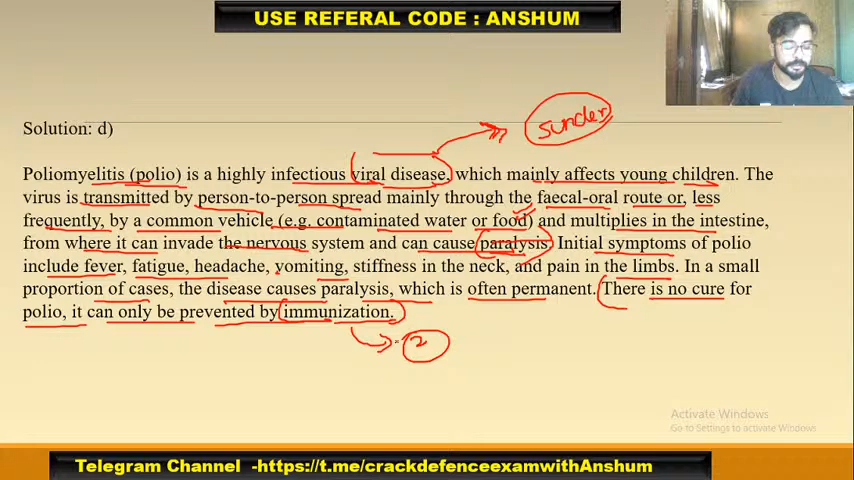 USE REFERAL CODE : ANSHUM
Solution: d)
sunder
Poliomyelitis (polio) is a highly infectious viral disease, which mainly affects young children. The
virus is transmitted by person-to-person spread mainly through the faecal-oral route or, less
frequently, by a common vehicle (e.g. contaminated water or food) and multiplies in the intestine,
from where it can invade the nervous system and can cause paralysis. Initial symptoms of polio
include fever, fatigue, headache, vomiting, stiffness in the neck, and pain in the limbs. In a small
proportion of cases, the disease causes paralysis, which is often permanent. There is no cure for
polio, it can only be prevented by immunization.
2
Activate Windows
Go to Settings to activate Windows.
Telegram Channel -https://t.me/crackdefenceexamwithAnshum